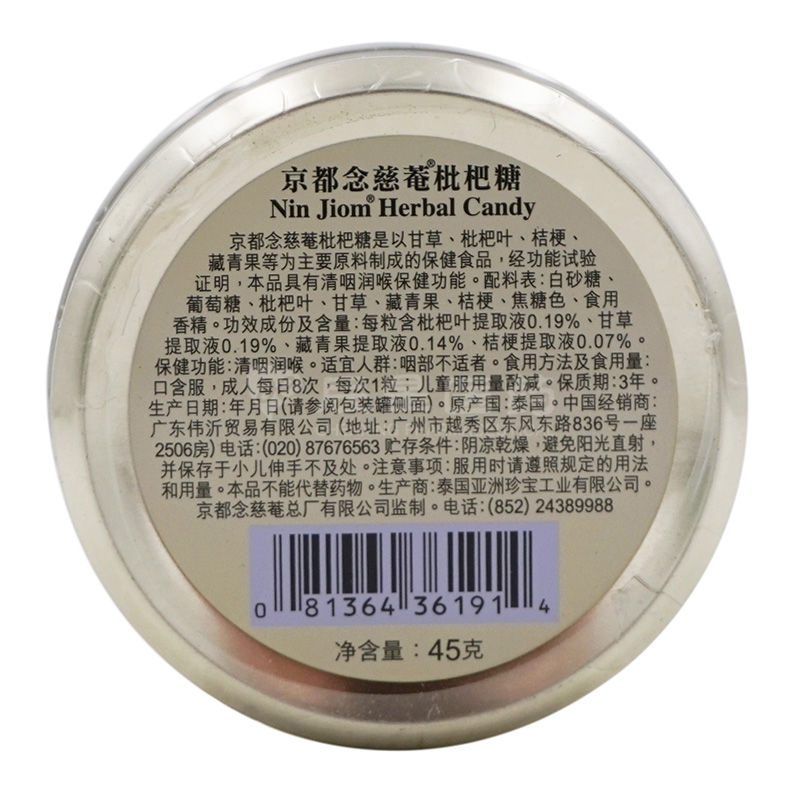 京都念慈菴®枇杷糖
Nin Jiom® Herbal Candy
京都念慈菴枇杷糖是以甘草、枇杷叶、桔梗、
藏青果等为主要原料制成的保健食品，经功能试验
证明，本品具有清咽润喉保健功能。配料表：白砂糖、
葡萄糖、枇杷叶、甘草、藏青果、桔梗、焦糖色、食用
香精。功效成份及含量：每粒含枇杷叶提取液0.19%、甘草
提取液0.19%、藏青果提取液0.14%、桔梗提取液0.07%。
保健功能：清咽润喉。适宜人群：咽部不适者。食用方法及食用量：
口含服，成人每日8次，每次1粒；儿童服用量酌减。保质期：3年。
生产日期：年月日(请参阅包装罐侧面)。原产国：泰国。中国经销商：
广东伟沂贸易有限公司 (地址：广州市越秀区东风东路836号一座
2506房) 电话：(020) 87676563 贮存条件：阴凉乾燥，避免阳光直射，
并保存于小儿伸手不及处。注意事项：服用时请遵照规定的用法
和用量。本品不能代替药物。生产商：泰国亚洲珍宝工业有限公司。
京都念慈菴总厂有限公司监制。电话：(852) 24389988
0 81364 36191 4
净含量：45克